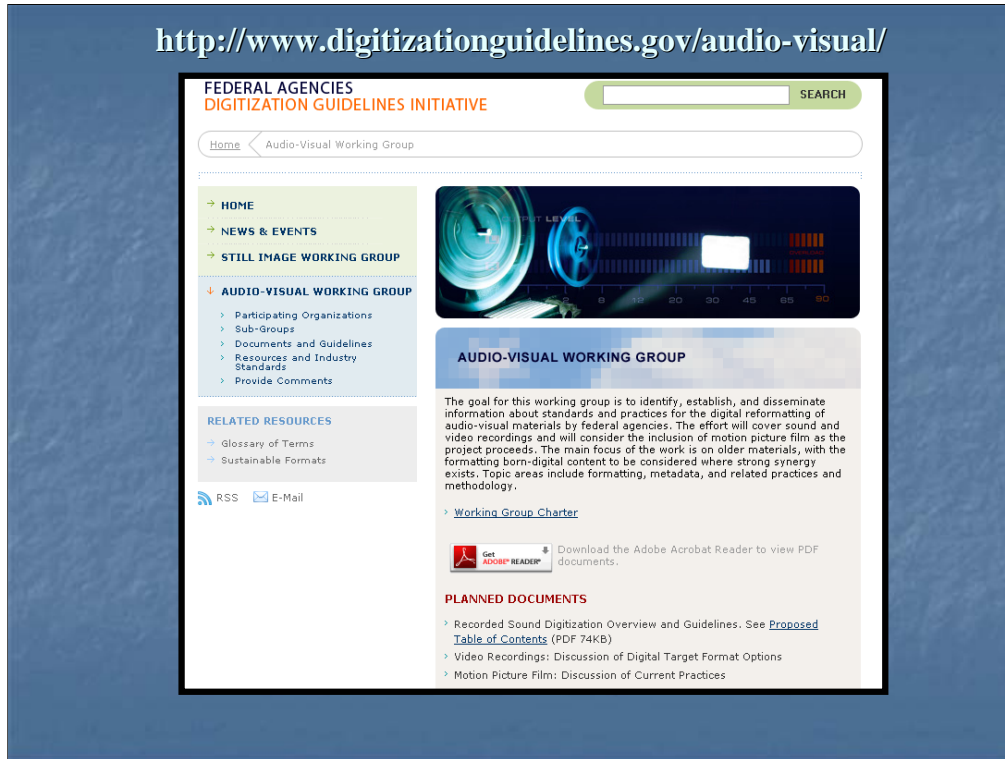 http://www.digitizationguidelines.gov/audio-visual/
FEDERAL AGENCIES
DIGITIZATION GUIDELINES INITIATIVE
SEARCH
Home
Audio-Visual Working Group
HOME
NEWS & EVENTS
STILL IMAGE WORKING GROUP
AUDIO-VISUAL WORKING GROUP
Participating Organizations
Sub-Groups
Documents and Guidelines
Resources and Industry
Standards
Provide Comments
RELATED RESOURCES
Glossary of Terms
Sustainable Formats
RSS E-Mail
OUTPUT LEVEL
20 30 45 65 90
AUDIO-VISUAL WORKING GROUP
The goal for this working group is to identify, establish, and disseminate
information about standards and practices for the digital reformatting of
audio-visual materials by federal agencies. The effort will cover sound and
video recordings and will consider the inclusion of motion picture film as the
project proceeds. The main focus of the work is on older materials, with the
formatting born-digital content to be considered where strong synergy
exists. Topic areas include formatting, metadata, and related practices and
methodology.
Working Group Charter
Get
ADOBE® READER®
Download the Adobe Acrobat Reader to view PDF
documents.
PLANNED DOCUMENTS
Recorded Sound Digitization Overview and Guidelines. See Proposed
Table of Contents (PDF 74KB)
Video Recordings: Discussion of Digital Target Format Options
Motion Picture Film: Discussion of Current Practices